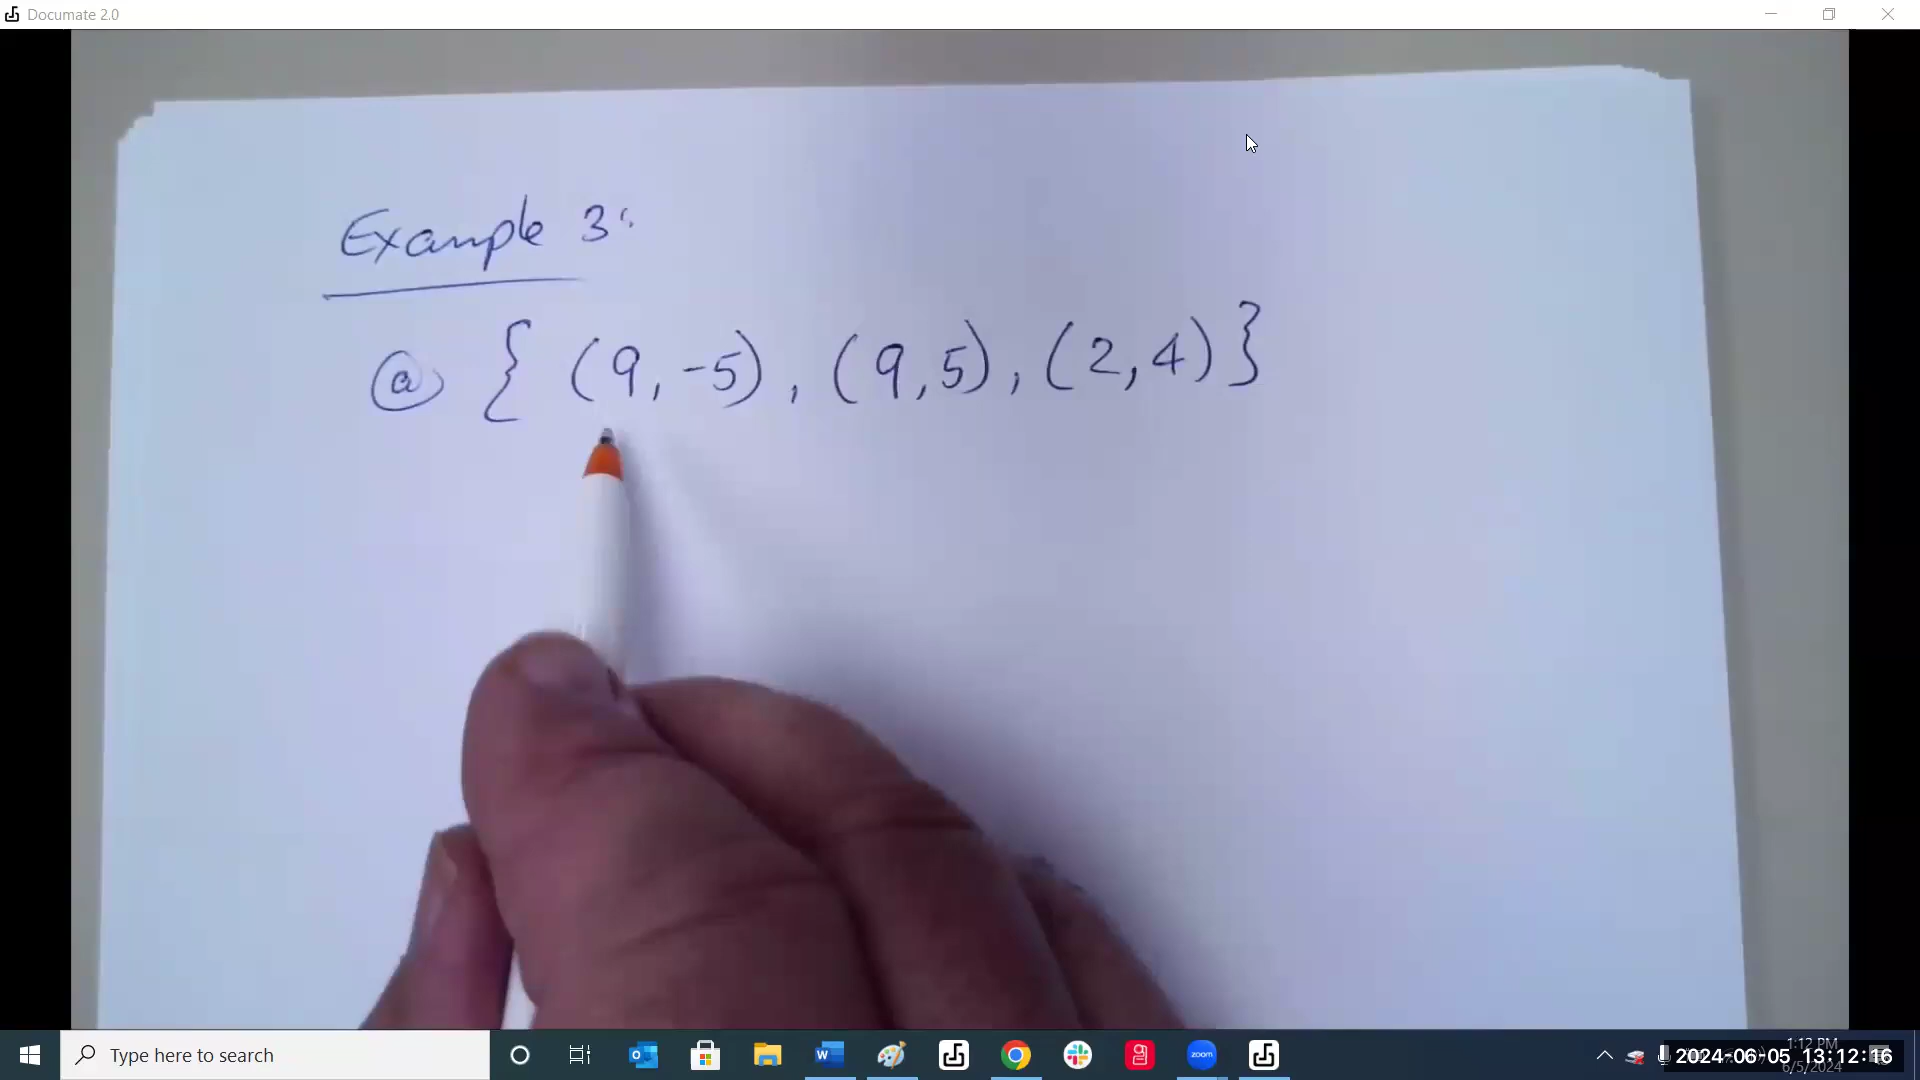 Documate 2.0
Example 3:
ⓐ { (9, -5), (9, 5), (2, 4) }
Type here to search
zoom
1:12 PM
2024-06-05 13:12:16
6/5/2024